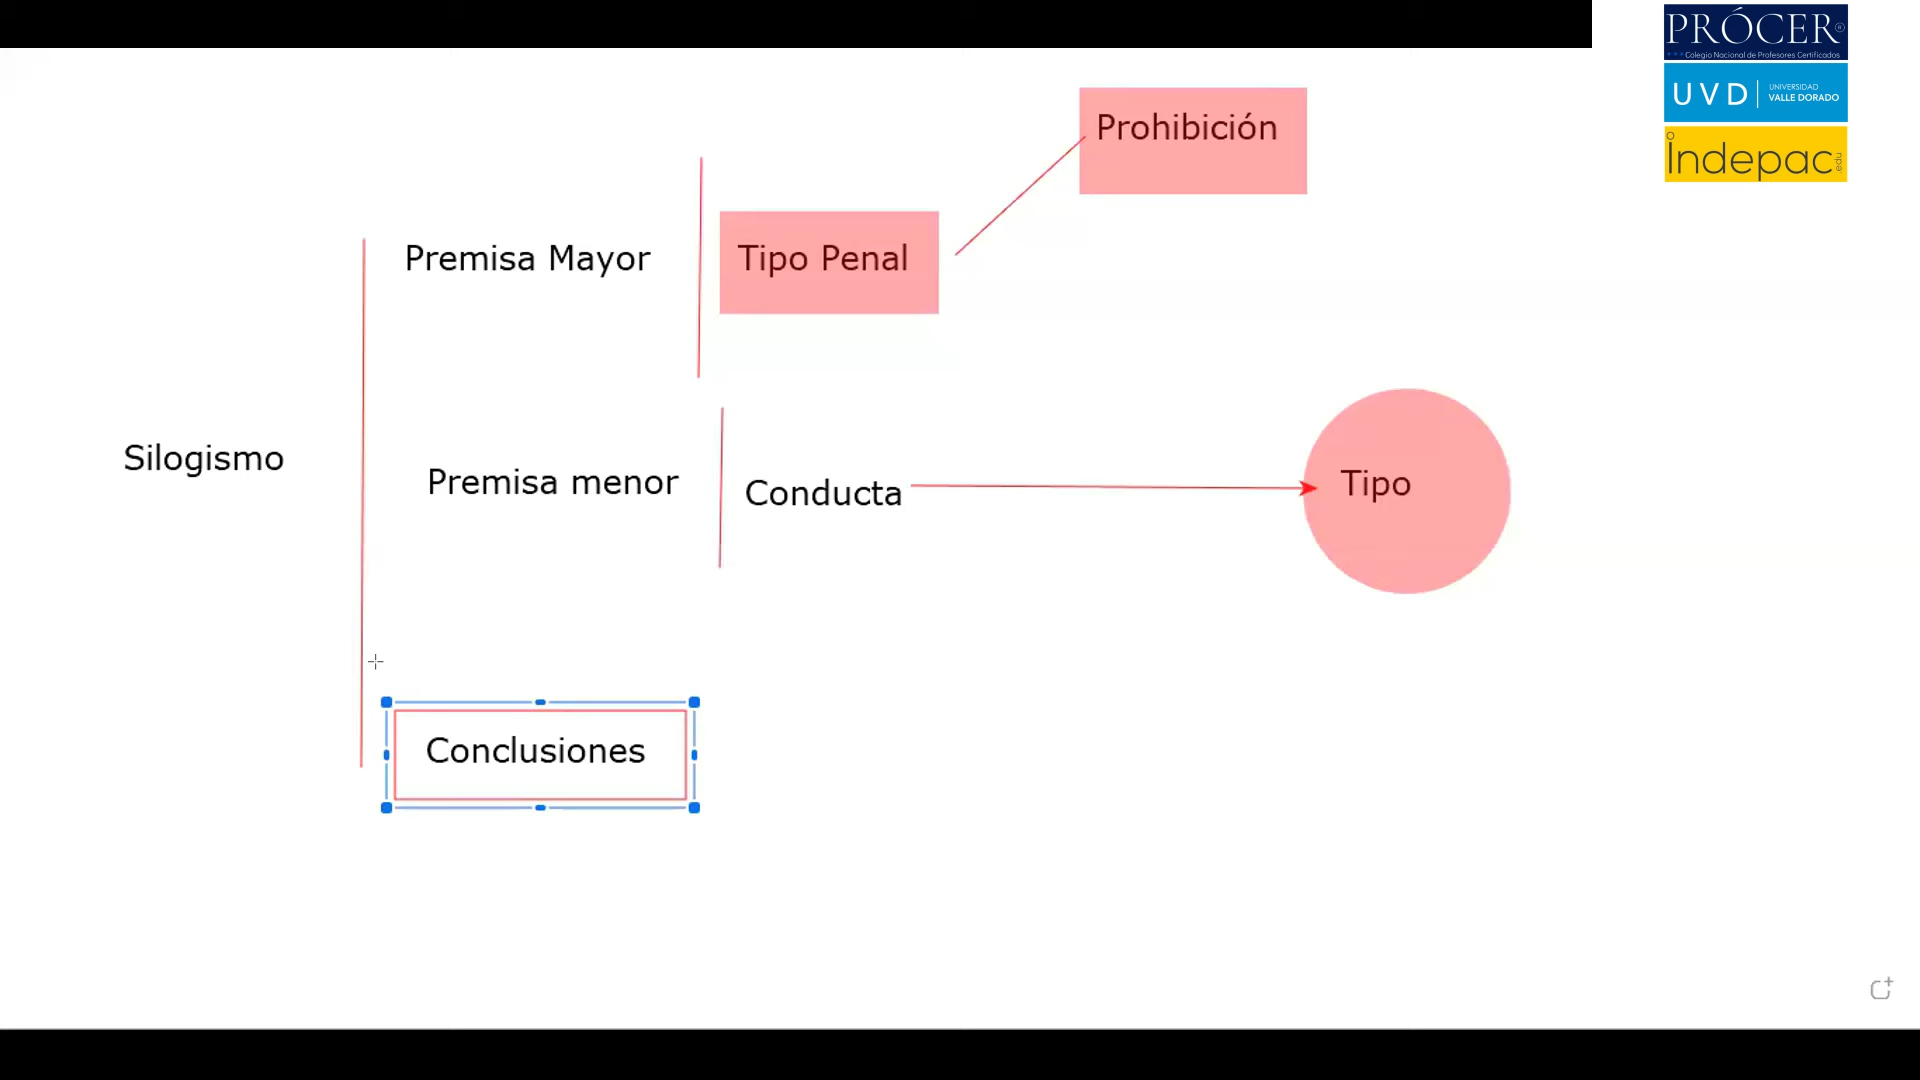 PRÓCER
Colegio Nacional de Profesores Certificados
UVD
UNIVERSIDAD
VALLE DORADO
indepac
.edu
Prohibición
Premisa Mayor
Tipo Penal
Silogismo
Premisa menor
Conducta
Tipo
Conclusiones